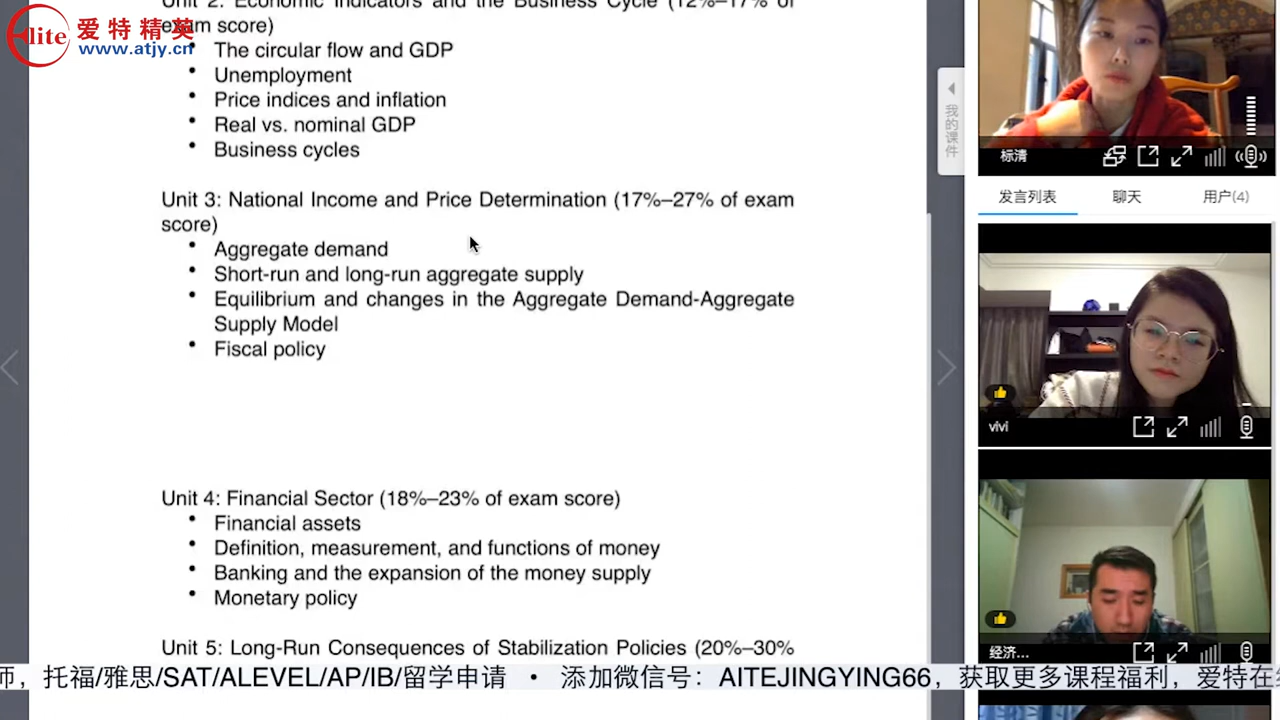 Unit 2: Economic Indicators and the Business Cycle (12%–17% of
exam score)
Elite 爱特精英
www.atjy.cn
The circular flow and GDP
Unemployment
Price indices and inflation
Real vs. nominal GDP
Business cycles
Unit 3: National Income and Price Determination (17%–27% of exam
score)
Aggregate demand
Short-run and long-run aggregate supply
Equilibrium and changes in the Aggregate Demand-Aggregate
Supply Model
Fiscal policy
Unit 4: Financial Sector (18%–23% of exam score)
Financial assets
Definition, measurement, and functions of money
Banking and the expansion of the money supply
Monetary policy
Unit 5: Long-Run Consequences of Stabilization Policies (20%–30%
我的课件
标清
发言列表 聊天 用户(4)
vivi
经济...
师，托福/雅思/SAT/ALEVEL/AP/IB/留学申请 • 添加微信号：AITEJINGYING66，获取更多课程福利，爱特在线